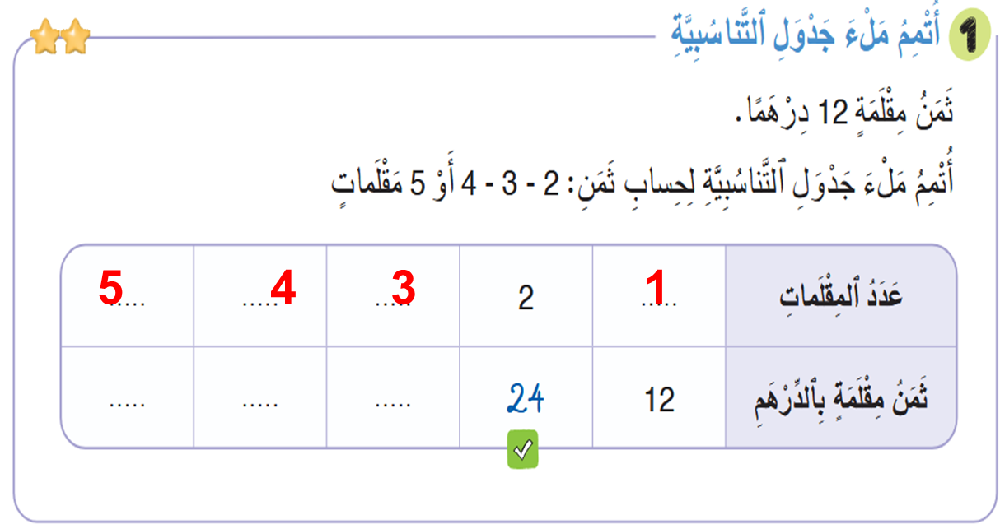 1 أُتْمِمُ مَلْءَ جَدْوَلِ ٱلتَّناسُبِيَّةِ
ثَمَنُ مِقْلَمَةٍ 12 دِرْهَمًا.
أُتْمِمُ مَلْءَ جَدْوَلِ ٱلتَّناسُبِيَّةِ لِحِسابِ ثَمَنِ: 2 - 3 - 4 أَوْ 5 مَقْلَماتٍ
عَدَدُ ٱلمِقْلَماتِ 1..... 2 3..... 4..... 5.....
ثَمَنُ مِقْلَمَةٍ بِٱلدِّرْهَمِ 12 24 ..... ..... .....